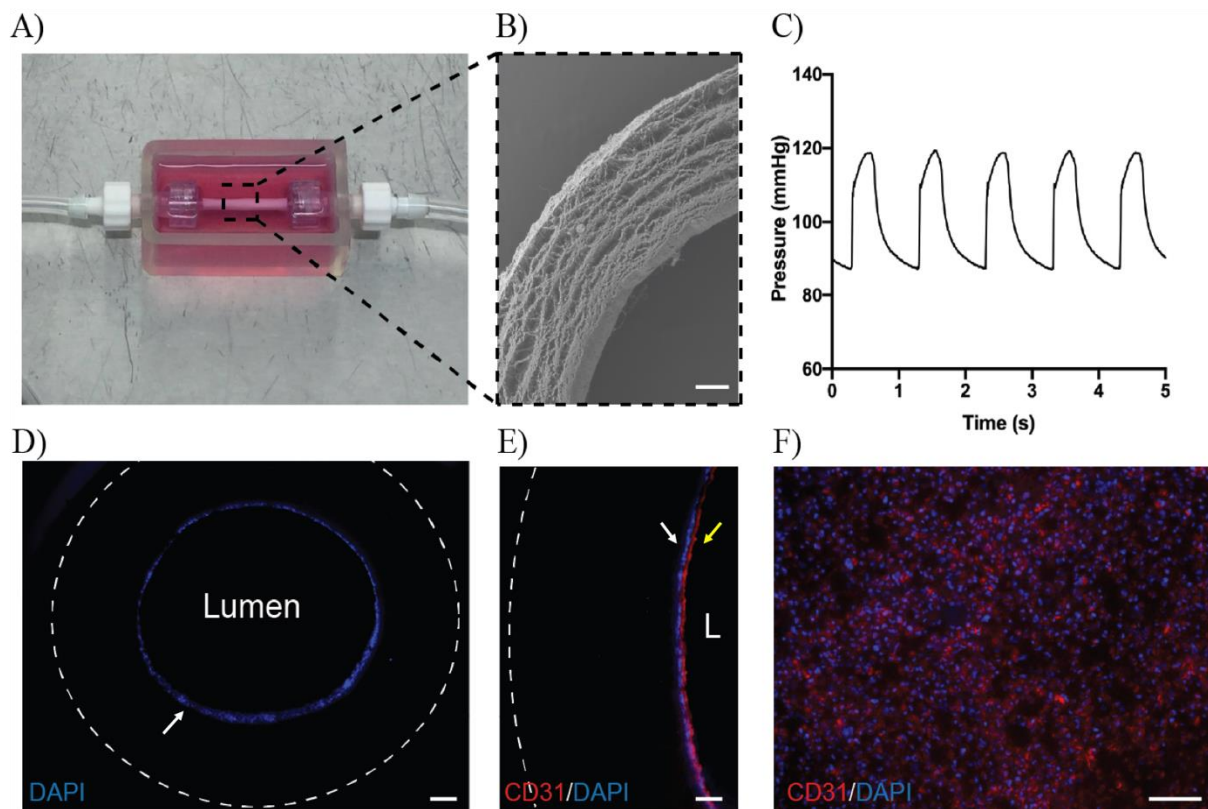 A)
B)
C)
140
120
100
80
60
Pressure (mmHg)
0 1 2 3 4 5
Time (s)
D)
E)
F)
Lumen
L
DAPI
CD31/DAPI
CD31/DAPI